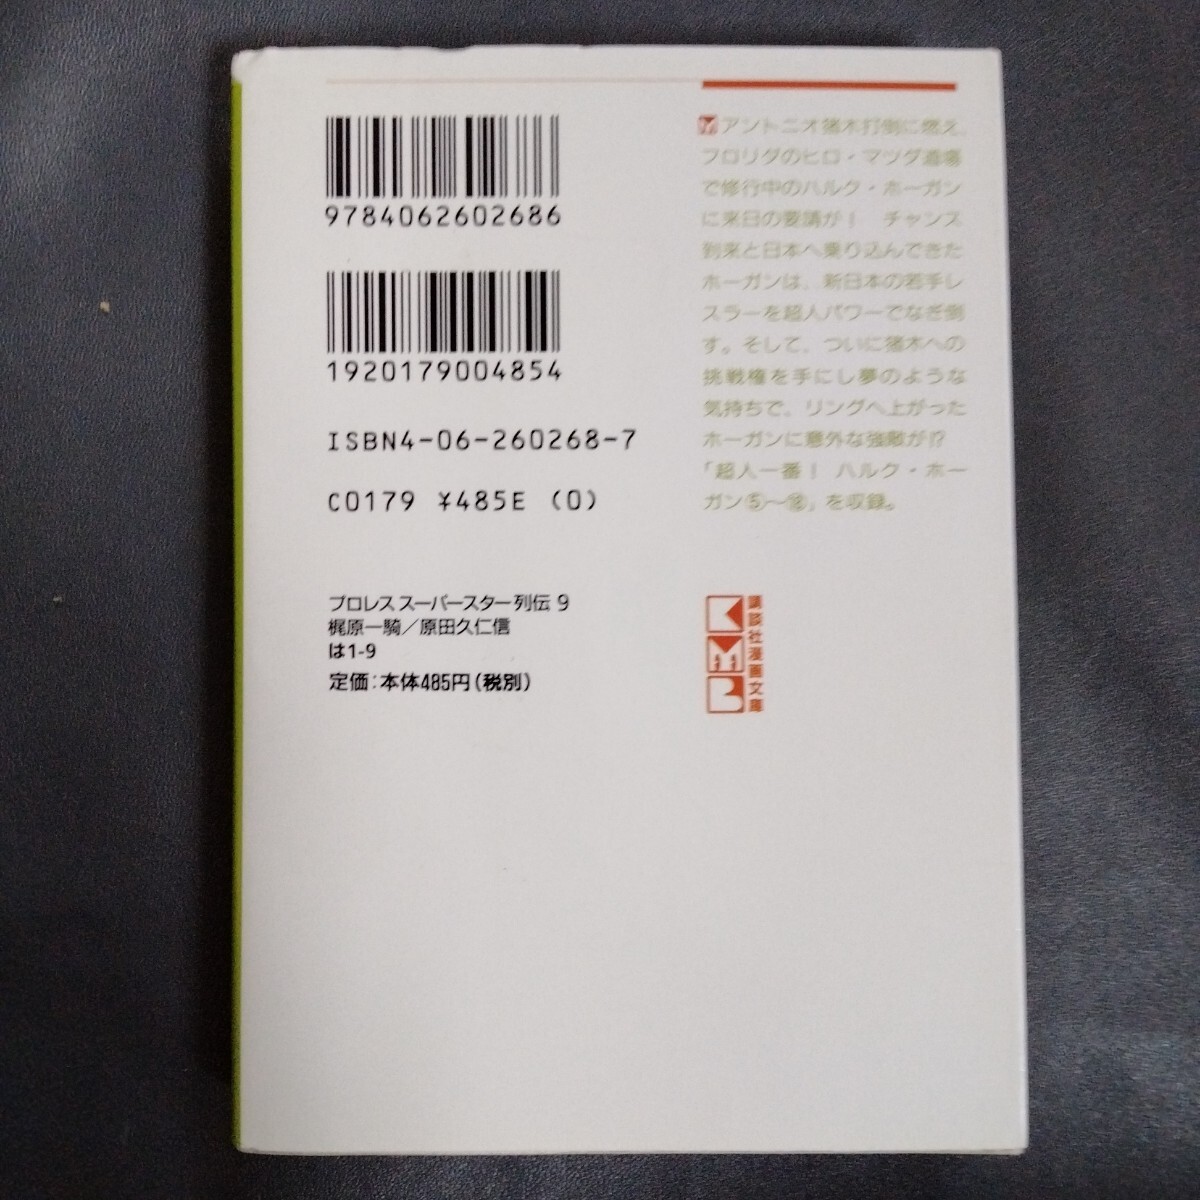 9784062602686
1920179004854
ISBN4-06-260268-7
C0179 ¥485E (0)
アントニオ猪木打倒に燃え、
フロリダのヒロ・マツダ道場
で修行中のハルク・ホーガン
に来日の要請が! チャンス
到来と日本へ乗り込んできた
ホーガンは、新日本の若手レ
スラーを超人パワーでなぎ倒
す。そして、ついに猪木への
挑戦権を手にし夢のような
気持ちで、リングへ上がった
ホーガンに意外な強敵が!?
「超人一番! ハルク・ホー
ガン⑤〜⑱」を収録。
プロレススーパースター列伝 9
梶原一騎/原田久仁信
は1-9
定価:本体485円(税別)
KMB
講談社漫画文庫